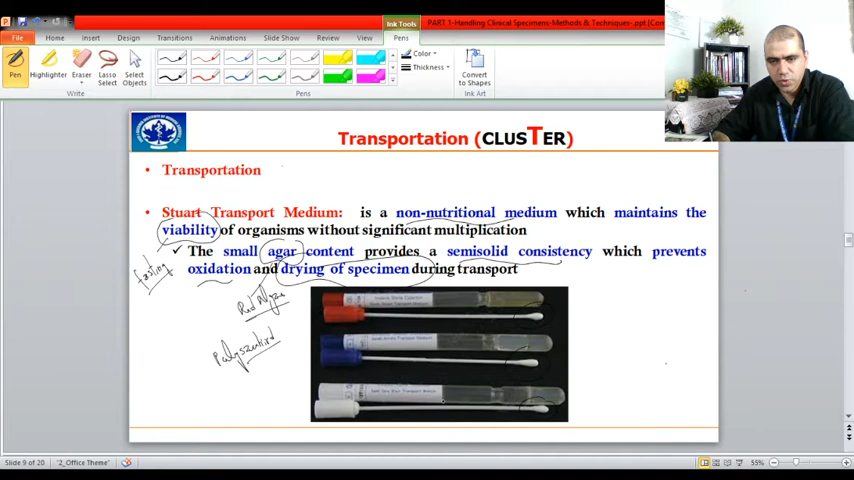 Ink Tools
PART 1-Handling Clinical Specimens-Methods & Techniques-.ppt [Com
File Home Insert Design Transitions Animations Slide Show Review View Pens
Pen Highlighter Eraser Lasso Select Select Objects
Color
Thickness
Convert to Shapes
Write Pens Ink Art
Transportation (CLUSTER)
• Transportation
• Stuart Transport Medium: is a non-nutritional medium which maintains the
viability of organisms without significant multiplication
✓ The small agar content provides a semisolid consistency which prevents
oxidation and drying of specimen during transport
fasting
Red Algae
Slide 9 of 20 "2_Office Theme" 55%